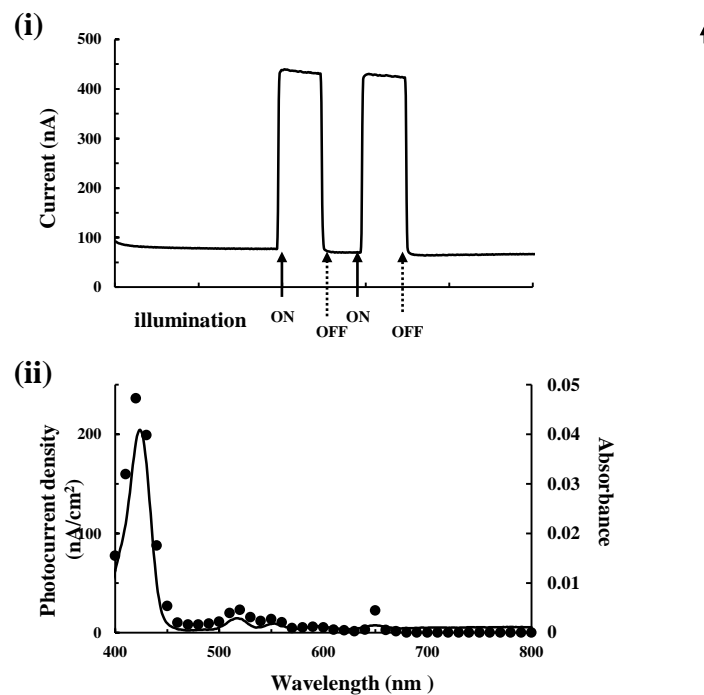 (i)
500
400
300
200
100
0
Current (nA)
illumination
ON
OFF
ON
OFF
(ii)
200
100
0
Photocurrent density
(nA/cm²)
0.05
0.04
0.03
0.02
0.01
0
Absorbance
400
500
600
700
800
Wavelength (nm )